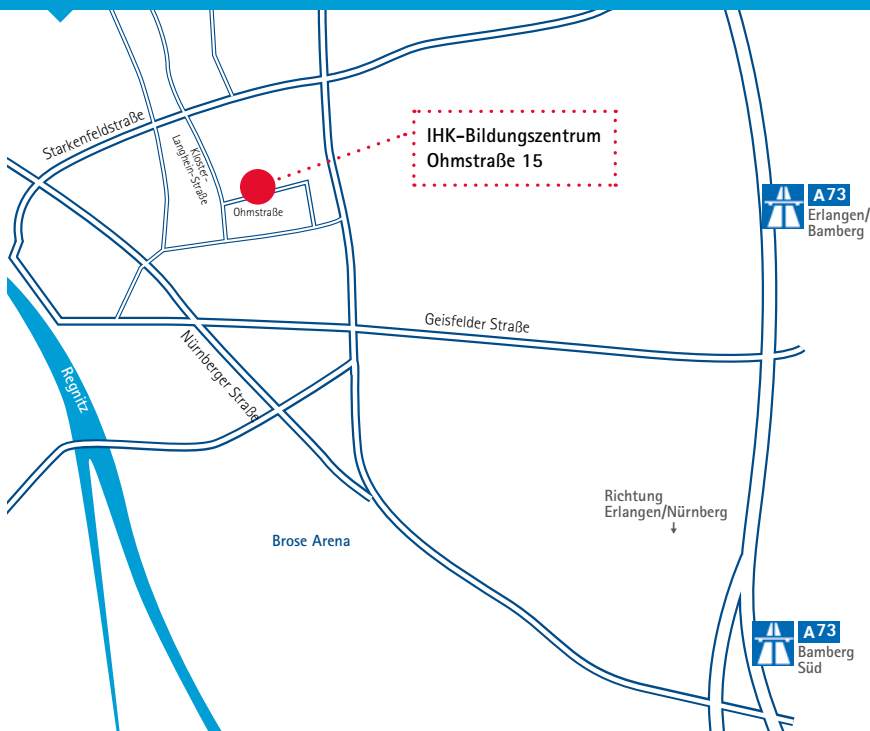 Starkenfeldstraße
Kloster-
Langheim-Straße
IHK-Bildungszentrum
Ohmstraße 15
Ohmstraße
A73
Erlangen/
Bamberg
Geisfelder Straße
Nürnberger Straße
Regnitz
Richtung
Erlangen/Nürnberg
Brose Arena
A73
Bamberg
Süd